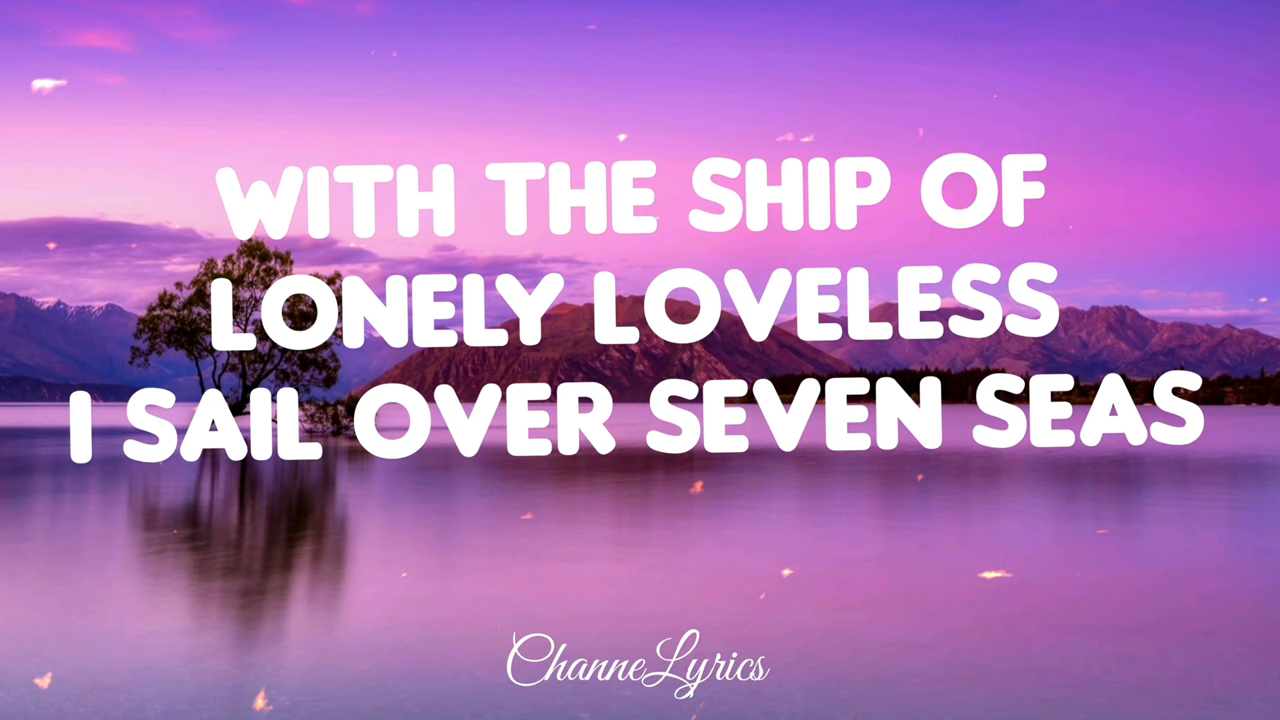 WITH THE SHIP OF
LONELY LOVELESS
I SAIL OVER SEVEN SEAS
ChanneLyrics